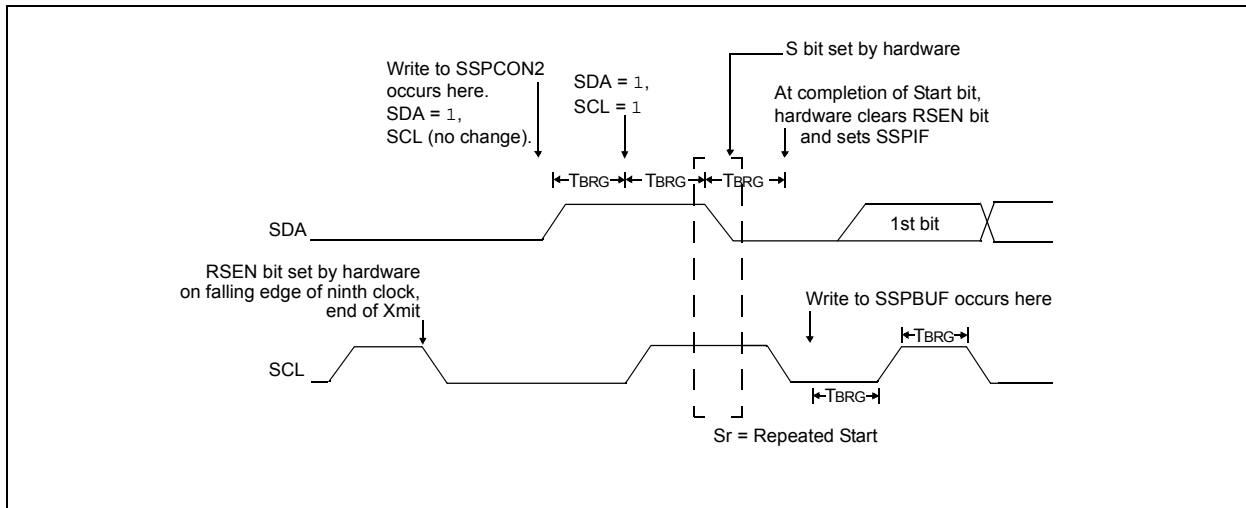 Write to SSPCON2
occurs here.
SDA = 1,
SCL (no change).
SDA = 1,
SCL = 1
S bit set by hardware
At completion of Start bit,
hardware clears RSEN bit
and sets SSPIF
TBRG
TBRG
TBRG
SDA
1st bit
RSEN bit set by hardware
on falling edge of ninth clock,
end of Xmit
Write to SSPBUF occurs here
TBRG
SCL
TBRG
Sr = Repeated Start